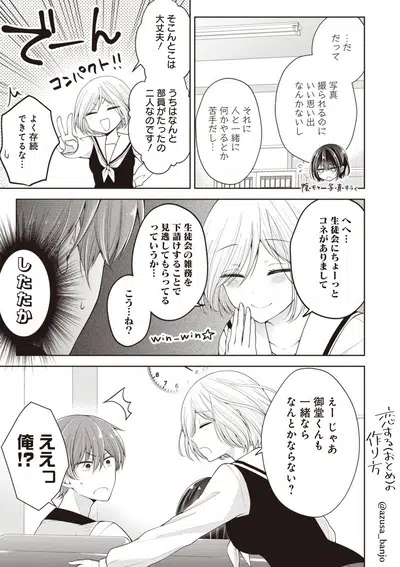 …だ
だって
写真
撮られるのに
いい思い出
なんかないし
それに
人と一緒に
何かやるとか
苦手だし…
陰キャ 写真 キライ
でーん
コンパクト!!
そこんとこは
大丈夫!
うちはなんと
部員がたったの
二人なのです!
よく存続
できてるな…
へへ…
生徒会にちょーっと
コネがありまして
生徒会の雑務を
下請けすることで
見逃してもらってる
っていうか…
こう…ね?
win_win☆
したたか
えーじゃあ
御堂くんも
一緒なら
なんとかならない?
ええっ
俺!?
恋する(おとめ)の
作り方
@azusa_banjo